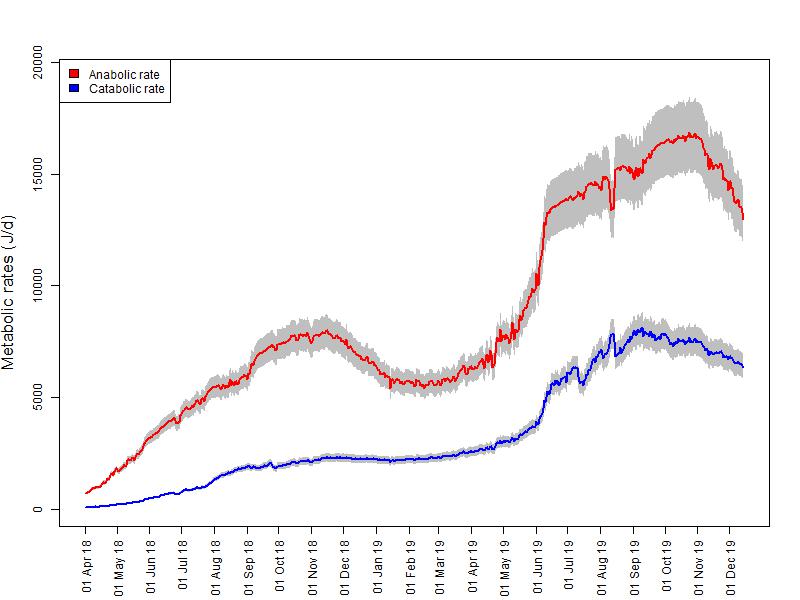 Anabolic rate
Catabolic rate
Metabolic rates (J/d)
20000
15000
10000
5000
0
01 Apr 18
01 May 18
01 Jun 18
01 Jul 18
01 Aug 18
01 Sep 18
01 Oct 18
01 Nov 18
01 Dec 18
01 Jan 19
01 Feb 19
01 Mar 19
01 Apr 19
01 May 19
01 Jun 19
01 Jul 19
01 Aug 19
01 Sep 19
01 Oct 19
01 Nov 19
01 Dec 19